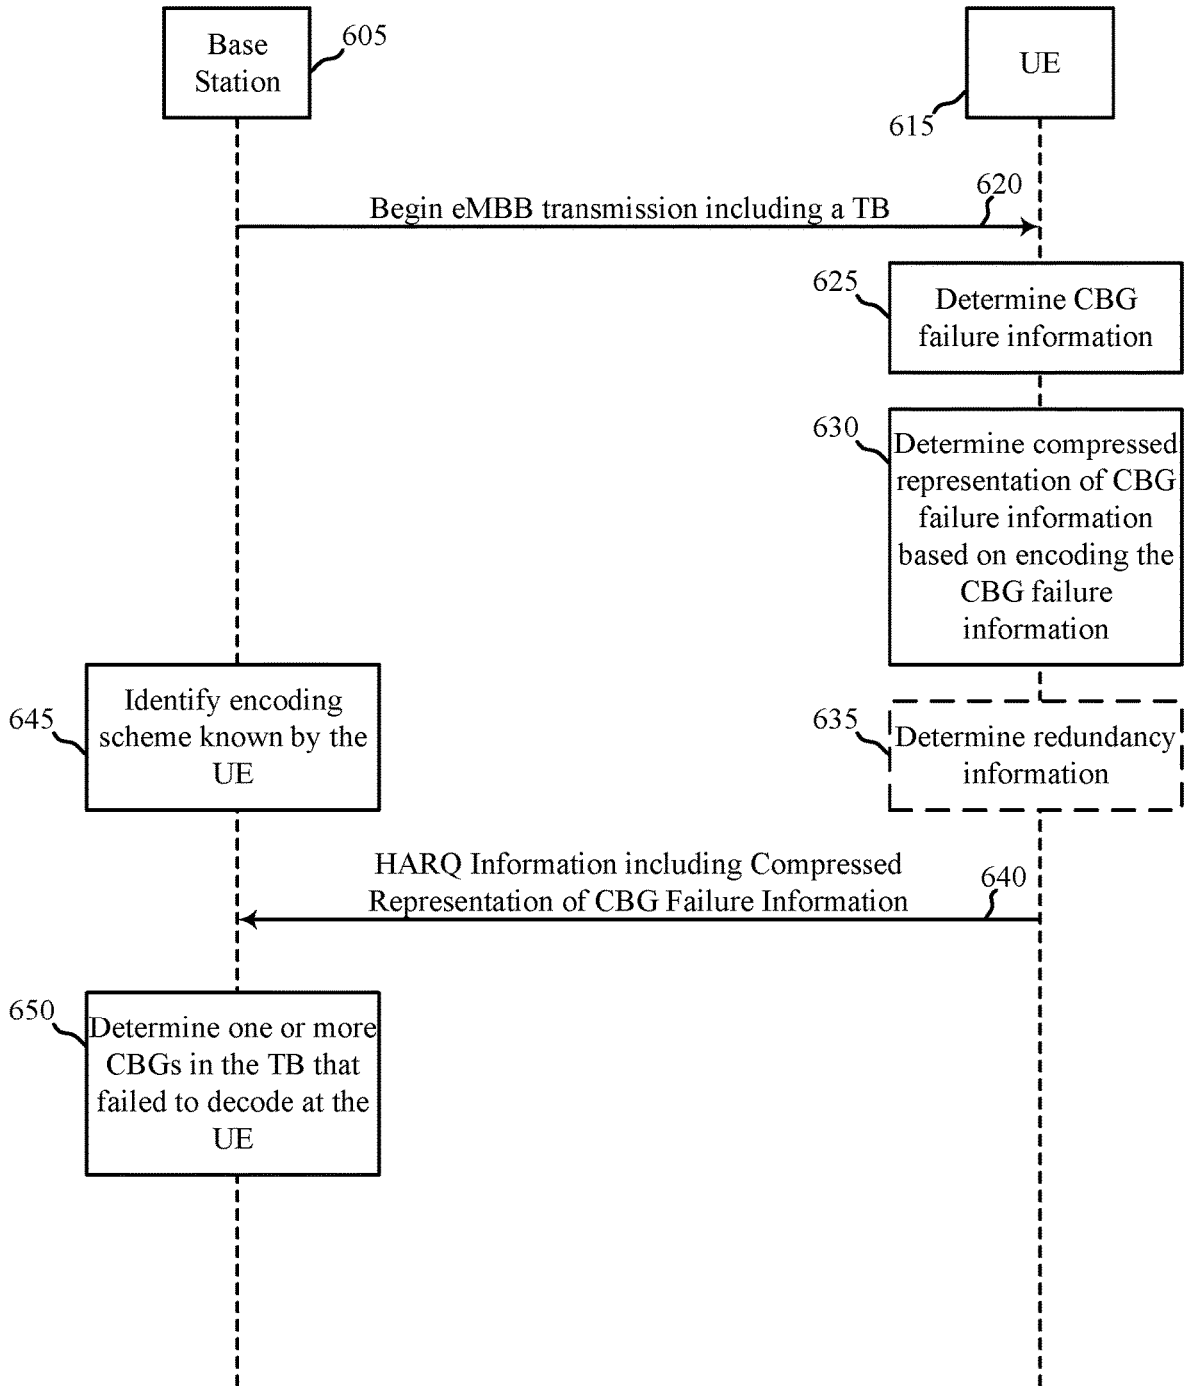 Base
Station
605
UE
615
Begin eMBB transmission including a TB
620
625
Determine CBG
failure information
630
Determine compressed
representation of CBG
failure information
based on encoding the
CBG failure
information
645
Identify encoding
scheme known by the
UE
635
Determine redundancy
information
HARQ Information including Compressed
Representation of CBG Failure Information
640
650
Determine one or more
CBGs in the TB that
failed to decode at the
UE